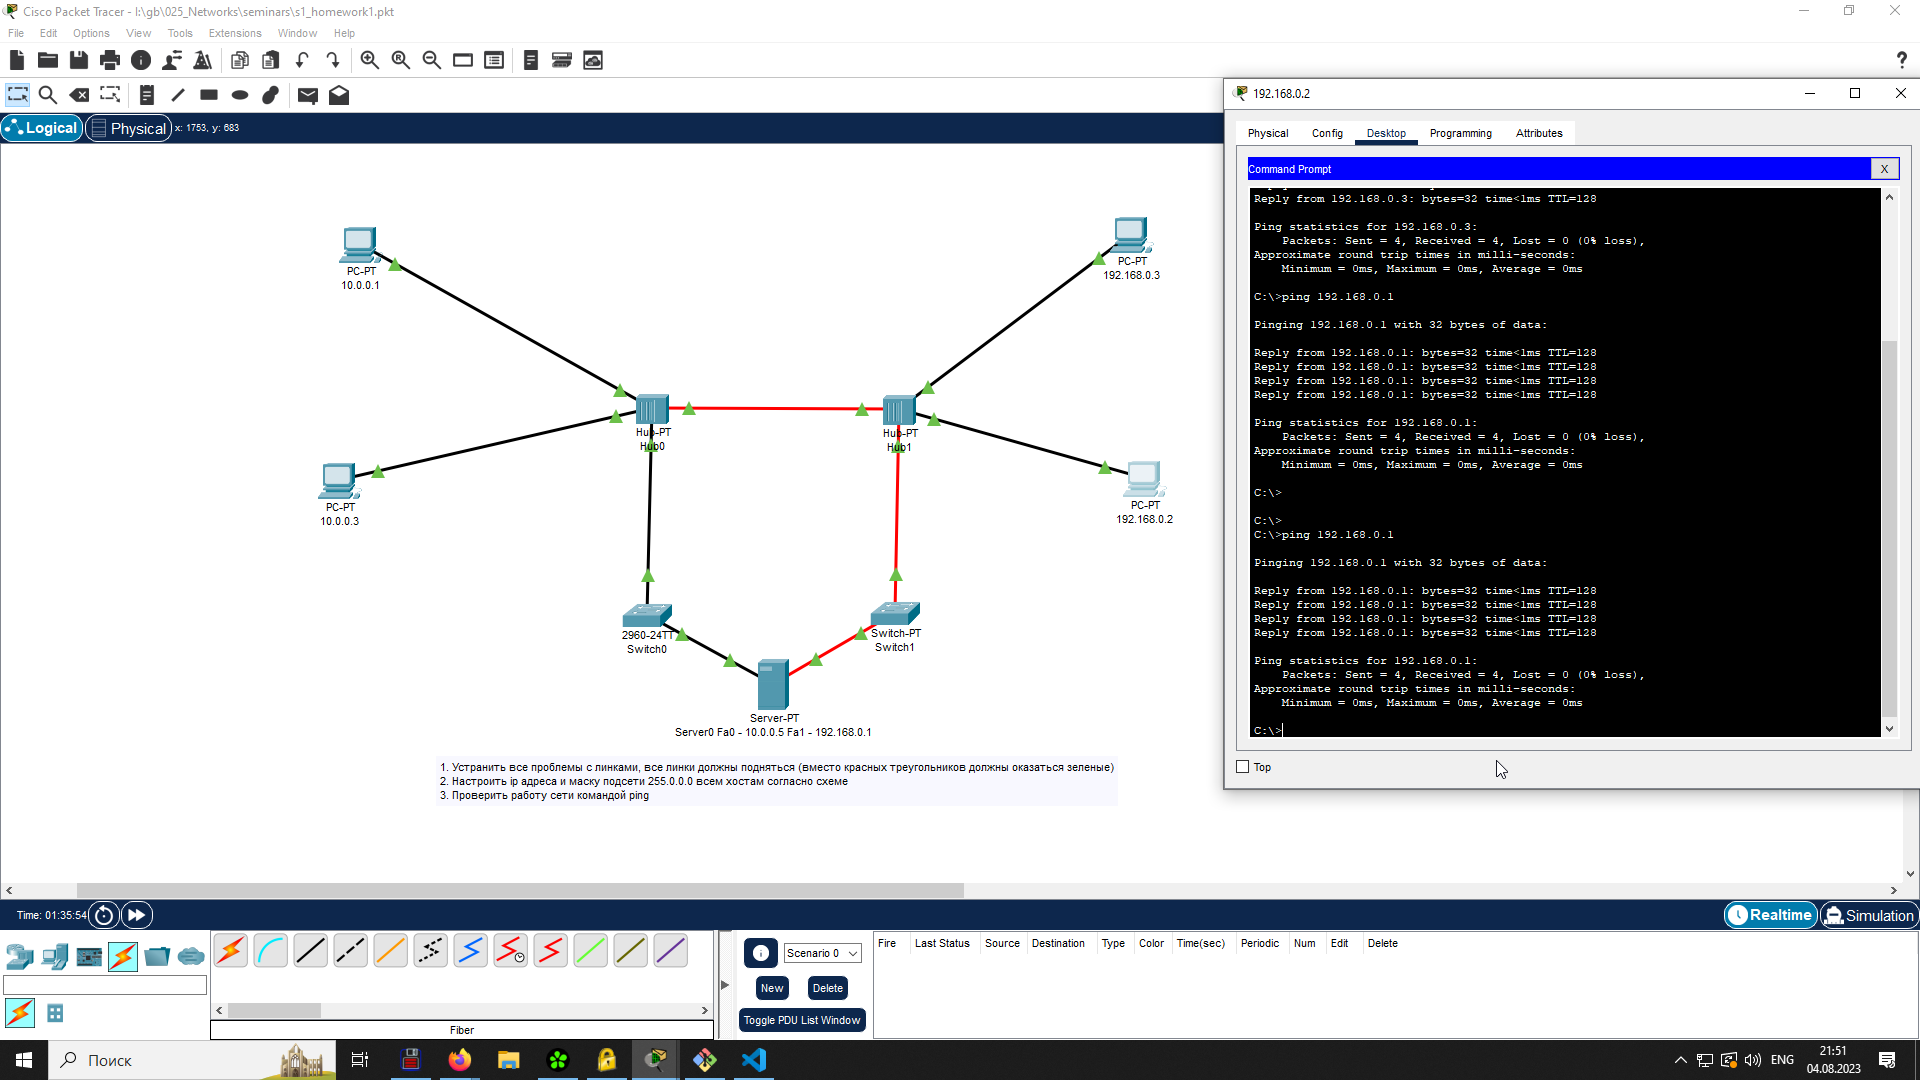 Cisco Packet Tracer - I:\gb\025_Networks\seminars\s1_homework1.pkt
File Edit Options View Tools Extensions Window Help
?
Logical Physical x: 1753, y: 683
PC-PT
10.0.0.1
PC-PT
192.168.0.3
Hub-PT
Hub0
Hub-PT
Hub1
PC-PT
10.0.0.3
PC-PT
192.168.0.2
2960-24TT
Switch0
Switch-PT
Switch1
Server-PT
Server0 Fa0 - 10.0.0.5 Fa1 - 192.168.0.1
1. Устранить все проблемы с линками, все линки должны подняться (вместо красных треугольников должны оказаться зеленые)
2. Настроить ip адреса и маску подсети 255.0.0.0 всем хостам согласно схеме
3. Проверить работу сети командой ping
192.168.0.2
Physical Config Desktop Programming Attributes
Command Prompt
X
Reply from 192.168.0.3: bytes=32 time<1ms TTL=128
Ping statistics for 192.168.0.3:
Packets: Sent = 4, Received = 4, Lost = 0 (0% loss),
Approximate round trip times in milli-seconds:
Minimum = 0ms, Maximum = 0ms, Average = 0ms
C:\>ping 192.168.0.1
Pinging 192.168.0.1 with 32 bytes of data:
Reply from 192.168.0.1: bytes=32 time<1ms TTL=128
Reply from 192.168.0.1: bytes=32 time<1ms TTL=128
Reply from 192.168.0.1: bytes=32 time<1ms TTL=128
Reply from 192.168.0.1: bytes=32 time<1ms TTL=128
Ping statistics for 192.168.0.1:
Packets: Sent = 4, Received = 4, Lost = 0 (0% loss),
Approximate round trip times in milli-seconds:
Minimum = 0ms, Maximum = 0ms, Average = 0ms
C:\>
C:\>
C:\>ping 192.168.0.1
Pinging 192.168.0.1 with 32 bytes of data:
Reply from 192.168.0.1: bytes=32 time<1ms TTL=128
Reply from 192.168.0.1: bytes=32 time<1ms TTL=128
Reply from 192.168.0.1: bytes=32 time<1ms TTL=128
Reply from 192.168.0.1: bytes=32 time<1ms TTL=128
Ping statistics for 192.168.0.1:
Packets: Sent = 4, Received = 4, Lost = 0 (0% loss),
Approximate round trip times in milli-seconds:
Minimum = 0ms, Maximum = 0ms, Average = 0ms
C:\>
Top
Time: 01:35:54
Realtime Simulation
Scenario 0
New Delete
Toggle PDU List Window
Fire Last Status Source Destination Type Color Time(sec) Periodic Num Edit Delete
Fiber
Поиск
ENG
21:51
04.08.2023